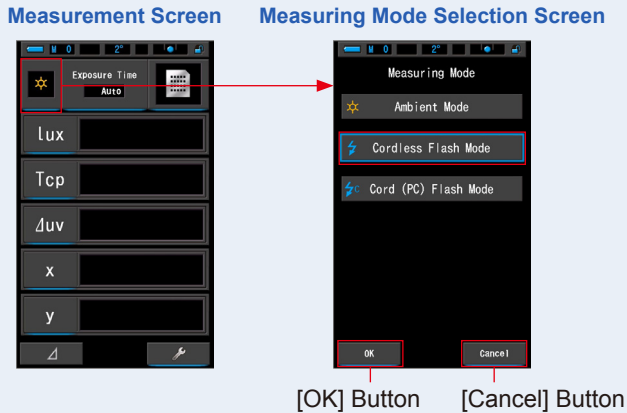 Measurement Screen
Measuring Mode Selection Screen
M 0 2°
Exposure Time
Auto
lux
Tcp
⊿uv
x
y
⊿
M 0 2°
Measuring Mode
Ambient Mode
Cordless Flash Mode
C Cord (PC) Flash Mode
OK Cancel
[OK] Button [Cancel] Button